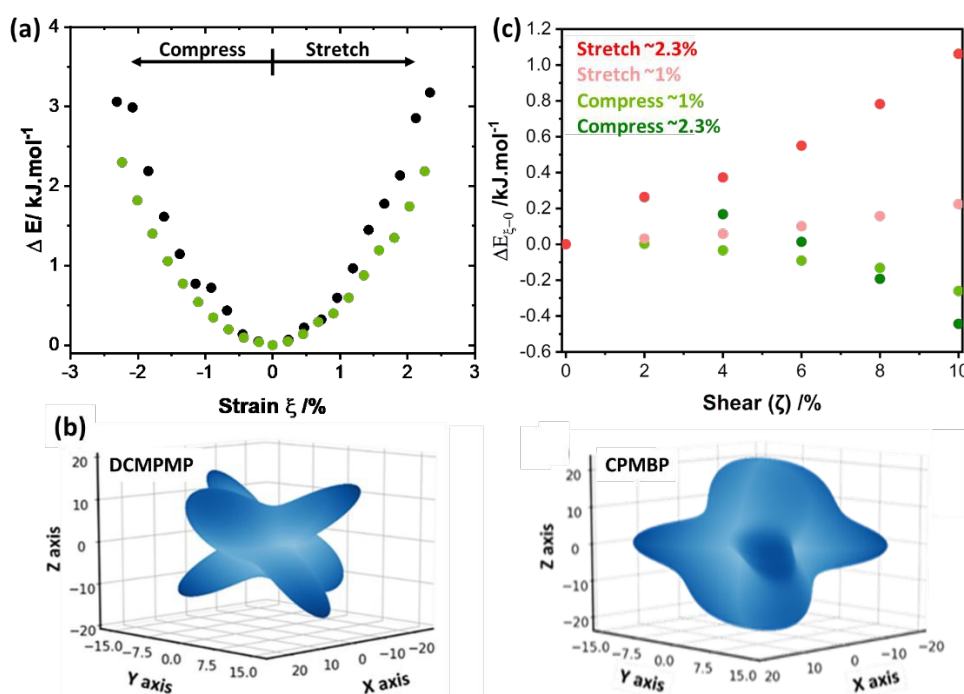 (a)
Compress
Stretch
4
3
2
1
0
Δ E/ kJ.mol⁻¹
-3 -2 -1 0 1 2 3
Strain ξ /%
(c)
Stretch ~2.3%
Stretch ~1%
Compress ~1%
Compress ~2.3%
1.2
1.0
0.8
0.6
0.4
0.2
0.0
-0.2
-0.4
-0.6
ΔE ξ−0 /kJ.mol⁻¹
0 2 4 6 8 10
Shear (ζ) /%
(b)
DCMPMP
20
10
0
−10
−20
Z axis
−15.0 −7.5 0.0 7.5 15.0
Y axis
20 10 0 −10 −20
X axis
CPMBP
20
10
0
−10
−20
Z axis
−15.0 −7.5 0.0 7.5 15.0
Y axis
20 10 0 −10 −20
X axis